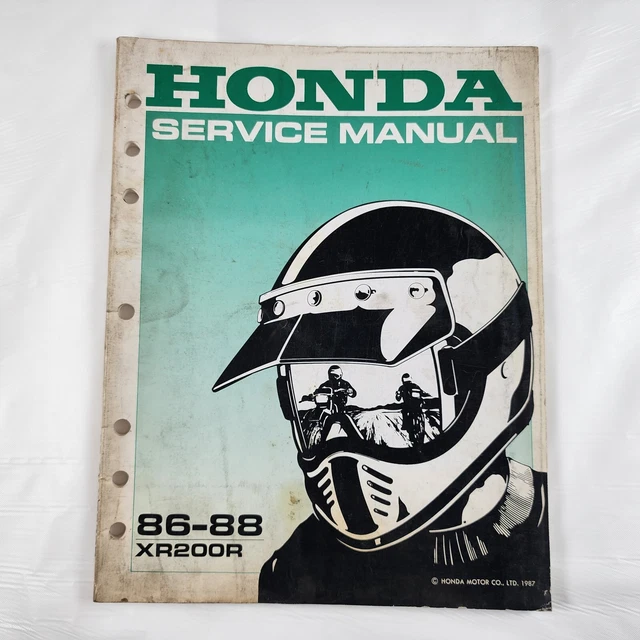 HONDA
SERVICE MANUAL
86-88
XR200R
© HONDA MOTOR CO., LTD. 1987